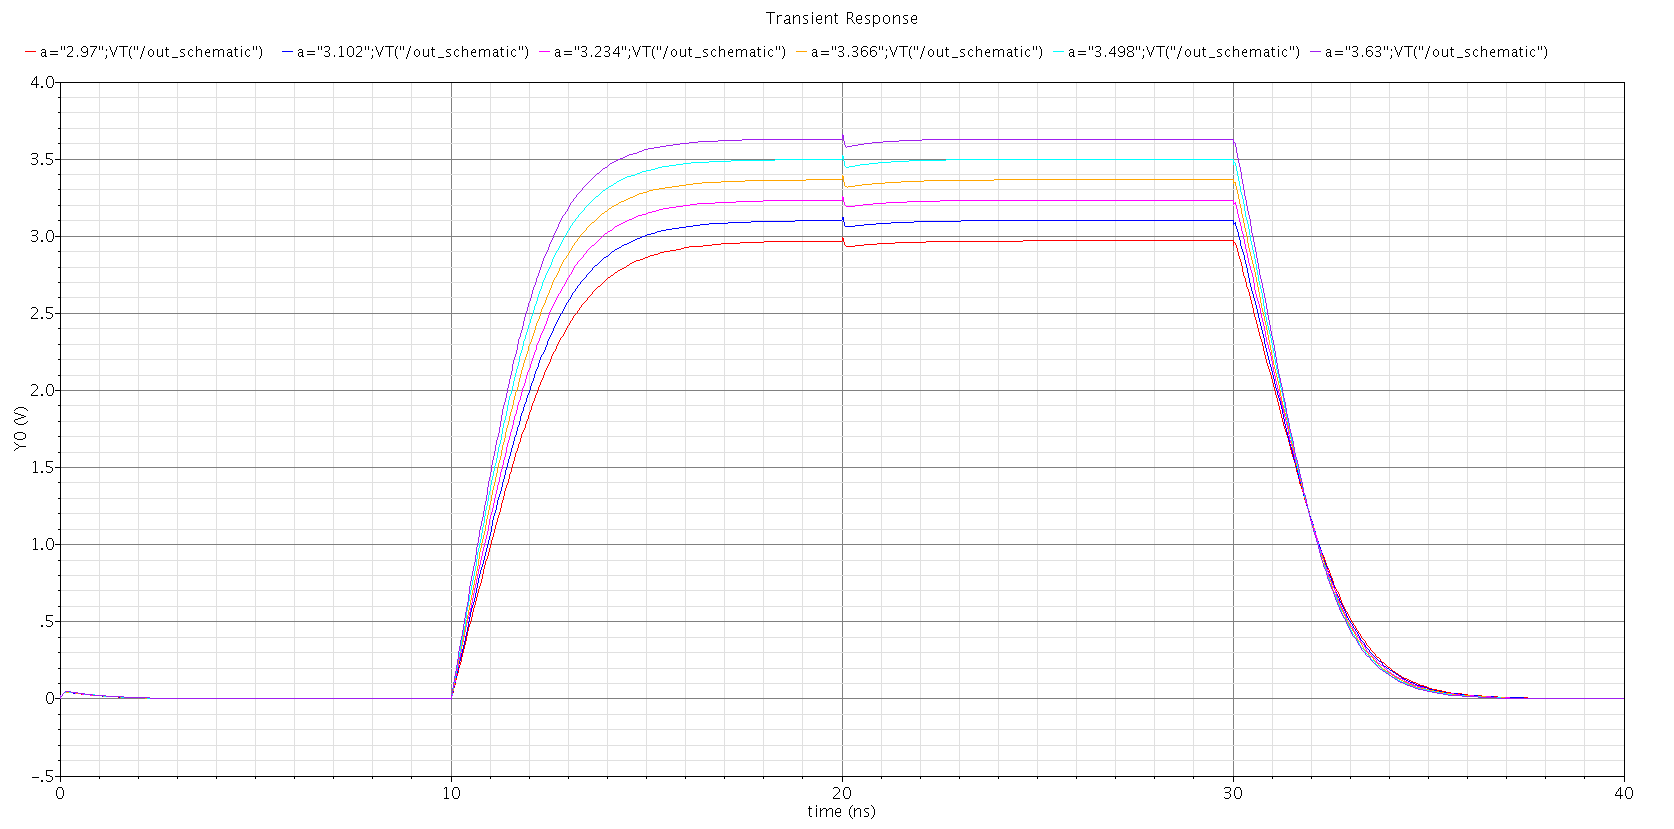 Transient Response
a="2.97";VT("/out_schematic") a="3.102";VT("/out_schematic") a="3.234";VT("/out_schematic") a="3.366";VT("/out_schematic") a="3.498";VT("/out_schematic") a="3.63";VT("/out_schematic")
4.0
3.5
3.0
2.5
2.0
Y0 (V)
1.5
1.0
.5
0
-.5
0 10 20 30 40
time (ns)